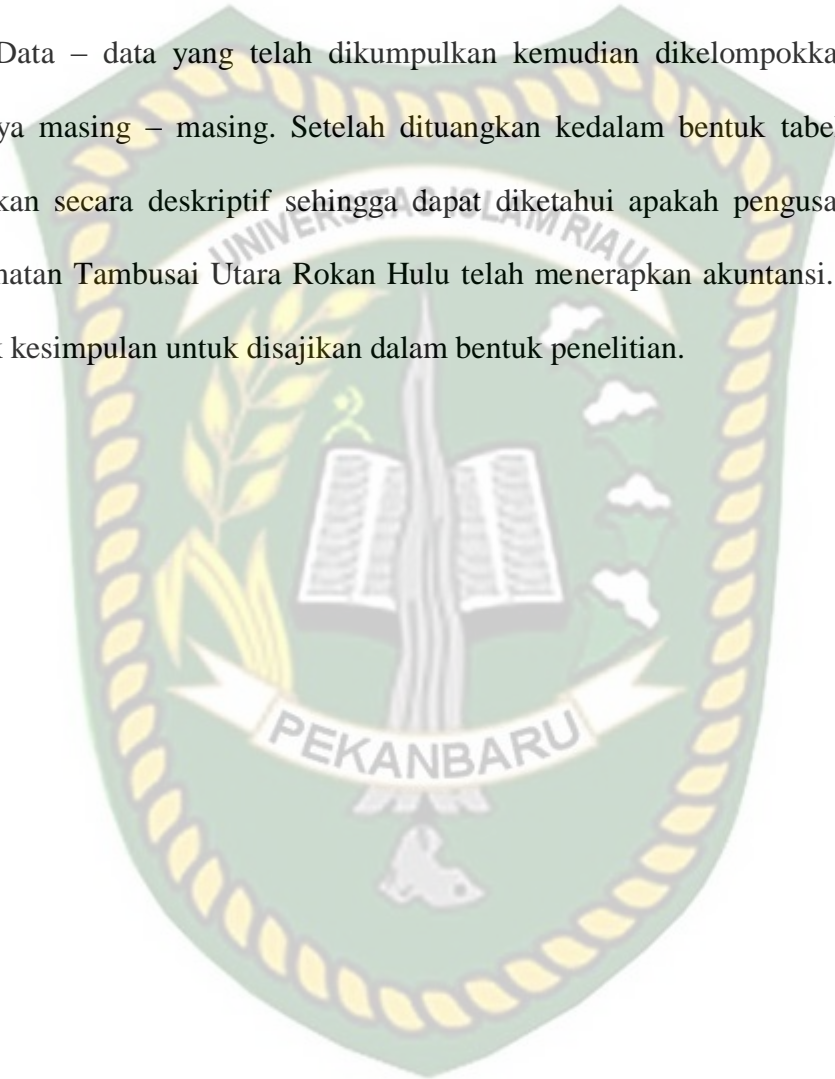 Data – data yang telah dikumpulkan kemudian dikelompokka
ya masing – masing. Setelah dituangkan kedalam bentuk tabe
kan secara deskriptif sehingga dapat diketahui apakah pengusa
natan Tambusai Utara Rokan Hulu telah menerapkan akuntansi.
kesimpulan untuk disajikan dalam bentuk penelitian.
UNIVERSITAS ISLAM RIAU
PEKANBARU